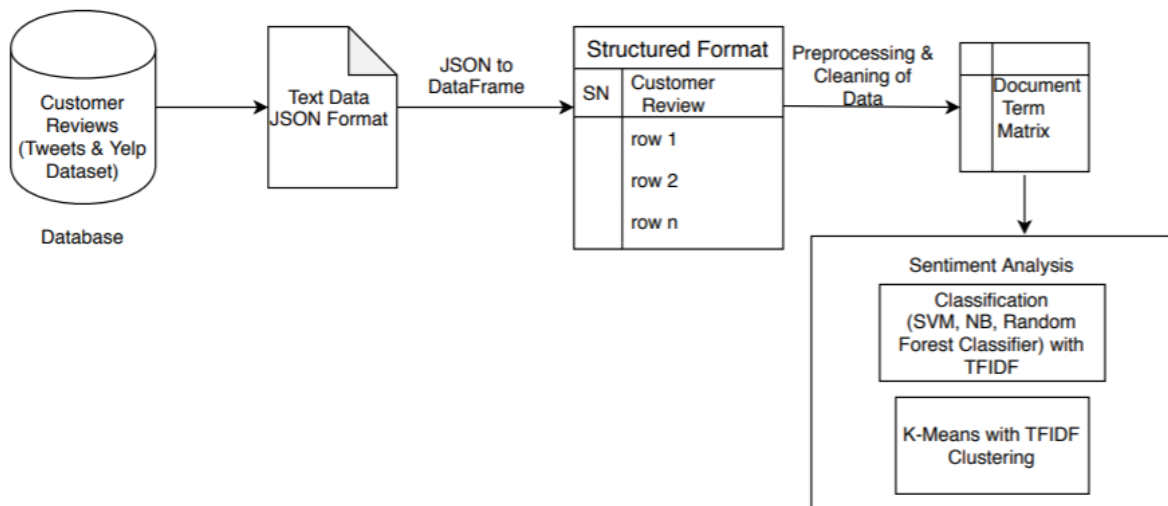 Customer
Reviews
(Tweets & Yelp
Dataset)
Database
Text Data
JSON Format
JSON to
DataFrame
Structured Format
SN
Customer
Review
row 1
row 2
row n
Preprocessing &
Cleaning of
Data
Document
Term
Matrix
Sentiment Analysis
Classification
(SVM, NB, Random
Forest Classifier) with
TFIDF
K-Means with TFIDF
Clustering